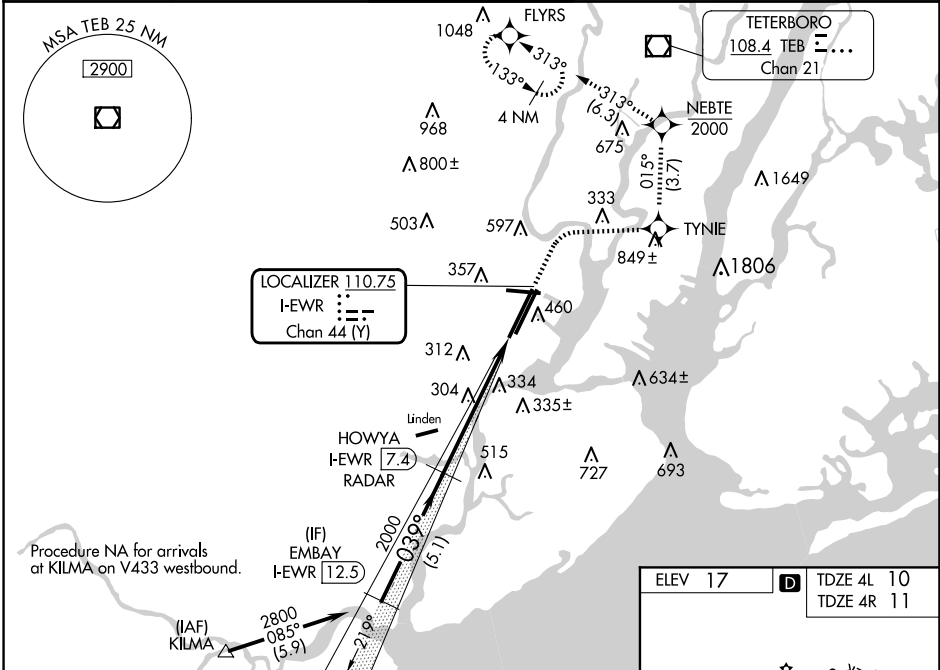 MSA TEB 25 NM
2900
1048
FLYRS
313°
133°
4 NM
313°
(6.3)
TETERBORO
108.4 TEB
Chan 21
NEBTE
2000
968
675
800±
015°
(3.7)
1649
503
597
333
TYNIE
849±
357
1806
LOCALIZER 110.75
I-EWR
Chan 44 (Y)
460
312
304
334
634±
335±
Linden
HOWYA
I-EWR 7.4
RADAR
515
727
693
2000
039°
(5.1)
(IF)
EMBAY
I-EWR 12.5
Procedure NA for arrivals
at KILMA on V433 westbound.
(IAF)
KILMA
2800
085°
(5.9)
219°
ELEV 17
D
TDZE 4L 10
TDZE 4R 11